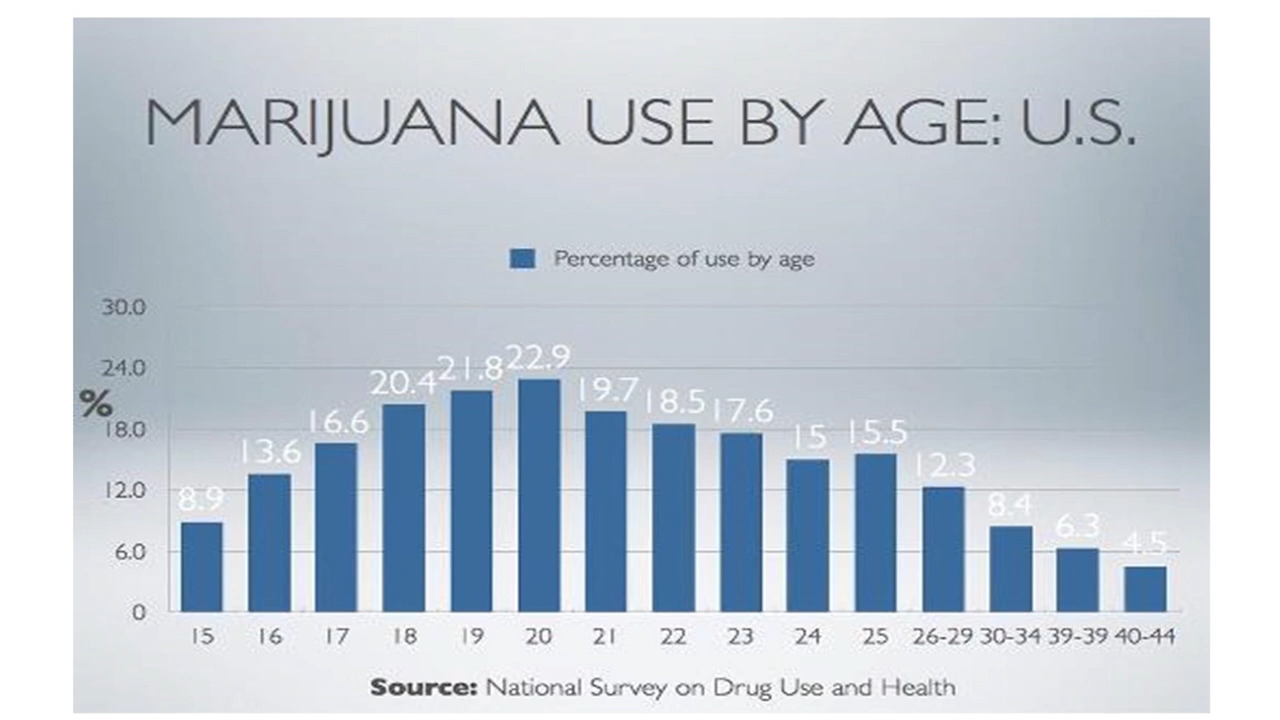 MARIJUANA USE BY AGE: U.S.
Percentage of use by age
30.0
24.0
%
18.0
12.0
6.0
0
8.9 13.6 16.6 20.4 21.8 22.9 19.7 18.5 17.6 15 15.5 12.3 8.4 6.3 4.5
15 16 17 18 19 20 21 22 23 24 25 26-29 30-34 39-39 40-44
Source: National Survey on Drug Use and Health